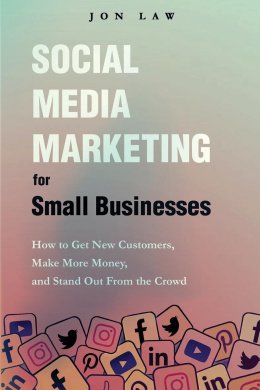 JON LAW
SOCIAL
MEDIA
MARKETING
for
Small Businesses
How to Get New Customers,
Make More Money,
and Stand Out From the Crowd